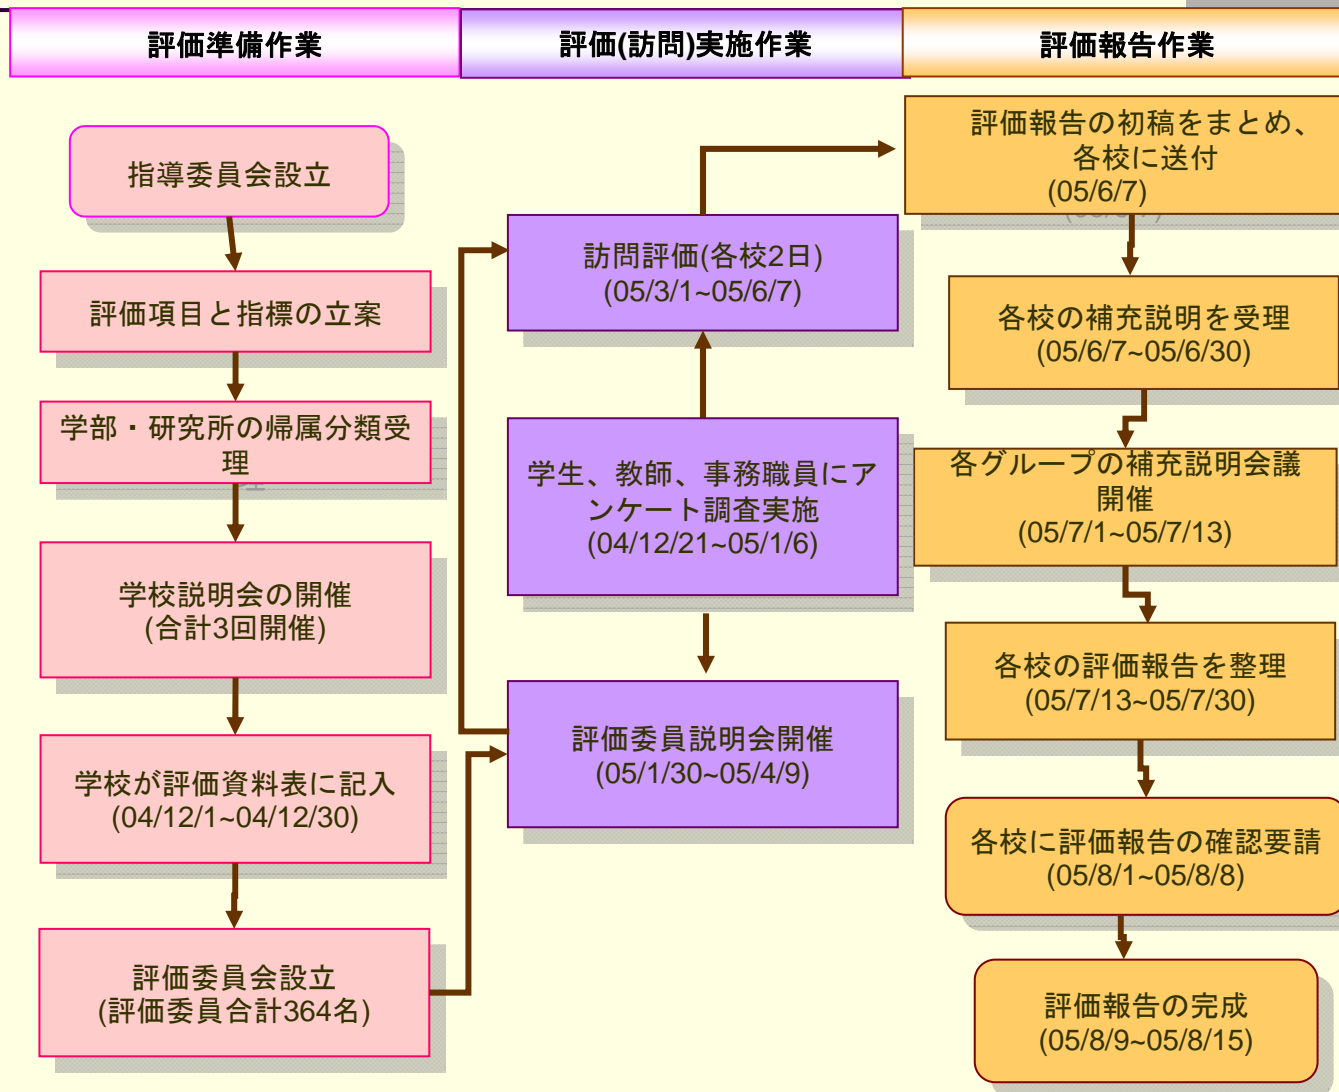 評価準備作業
評価(訪問)実施作業
評価報告作業
指導委員会設立
評価項目と指標の立案
学部・研究所の帰属分類受
理
学校説明会の開催
(合計3回開催)
学校が評価資料表に記入
(04/12/1~04/12/30)
評価委員会設立
(評価委員合計364名)
訪問評価(各校2日)
(05/3/1~05/6/7)
学生、教師、事務職員にア
ンケート調査実施
(04/12/21~05/1/6)
評価委員説明会開催
(05/1/30~05/4/9)
評価報告の初稿をまとめ、
各校に送付
(05/6/7)
各校の補充説明を受理
(05/6/7~05/6/30)
各グループの補充説明会議
開催
(05/7/1~05/7/13)
各校の評価報告を整理
(05/7/13~05/7/30)
各校に評価報告の確認要請
(05/8/1~05/8/8)
評価報告の完成
(05/8/9~05/8/15)